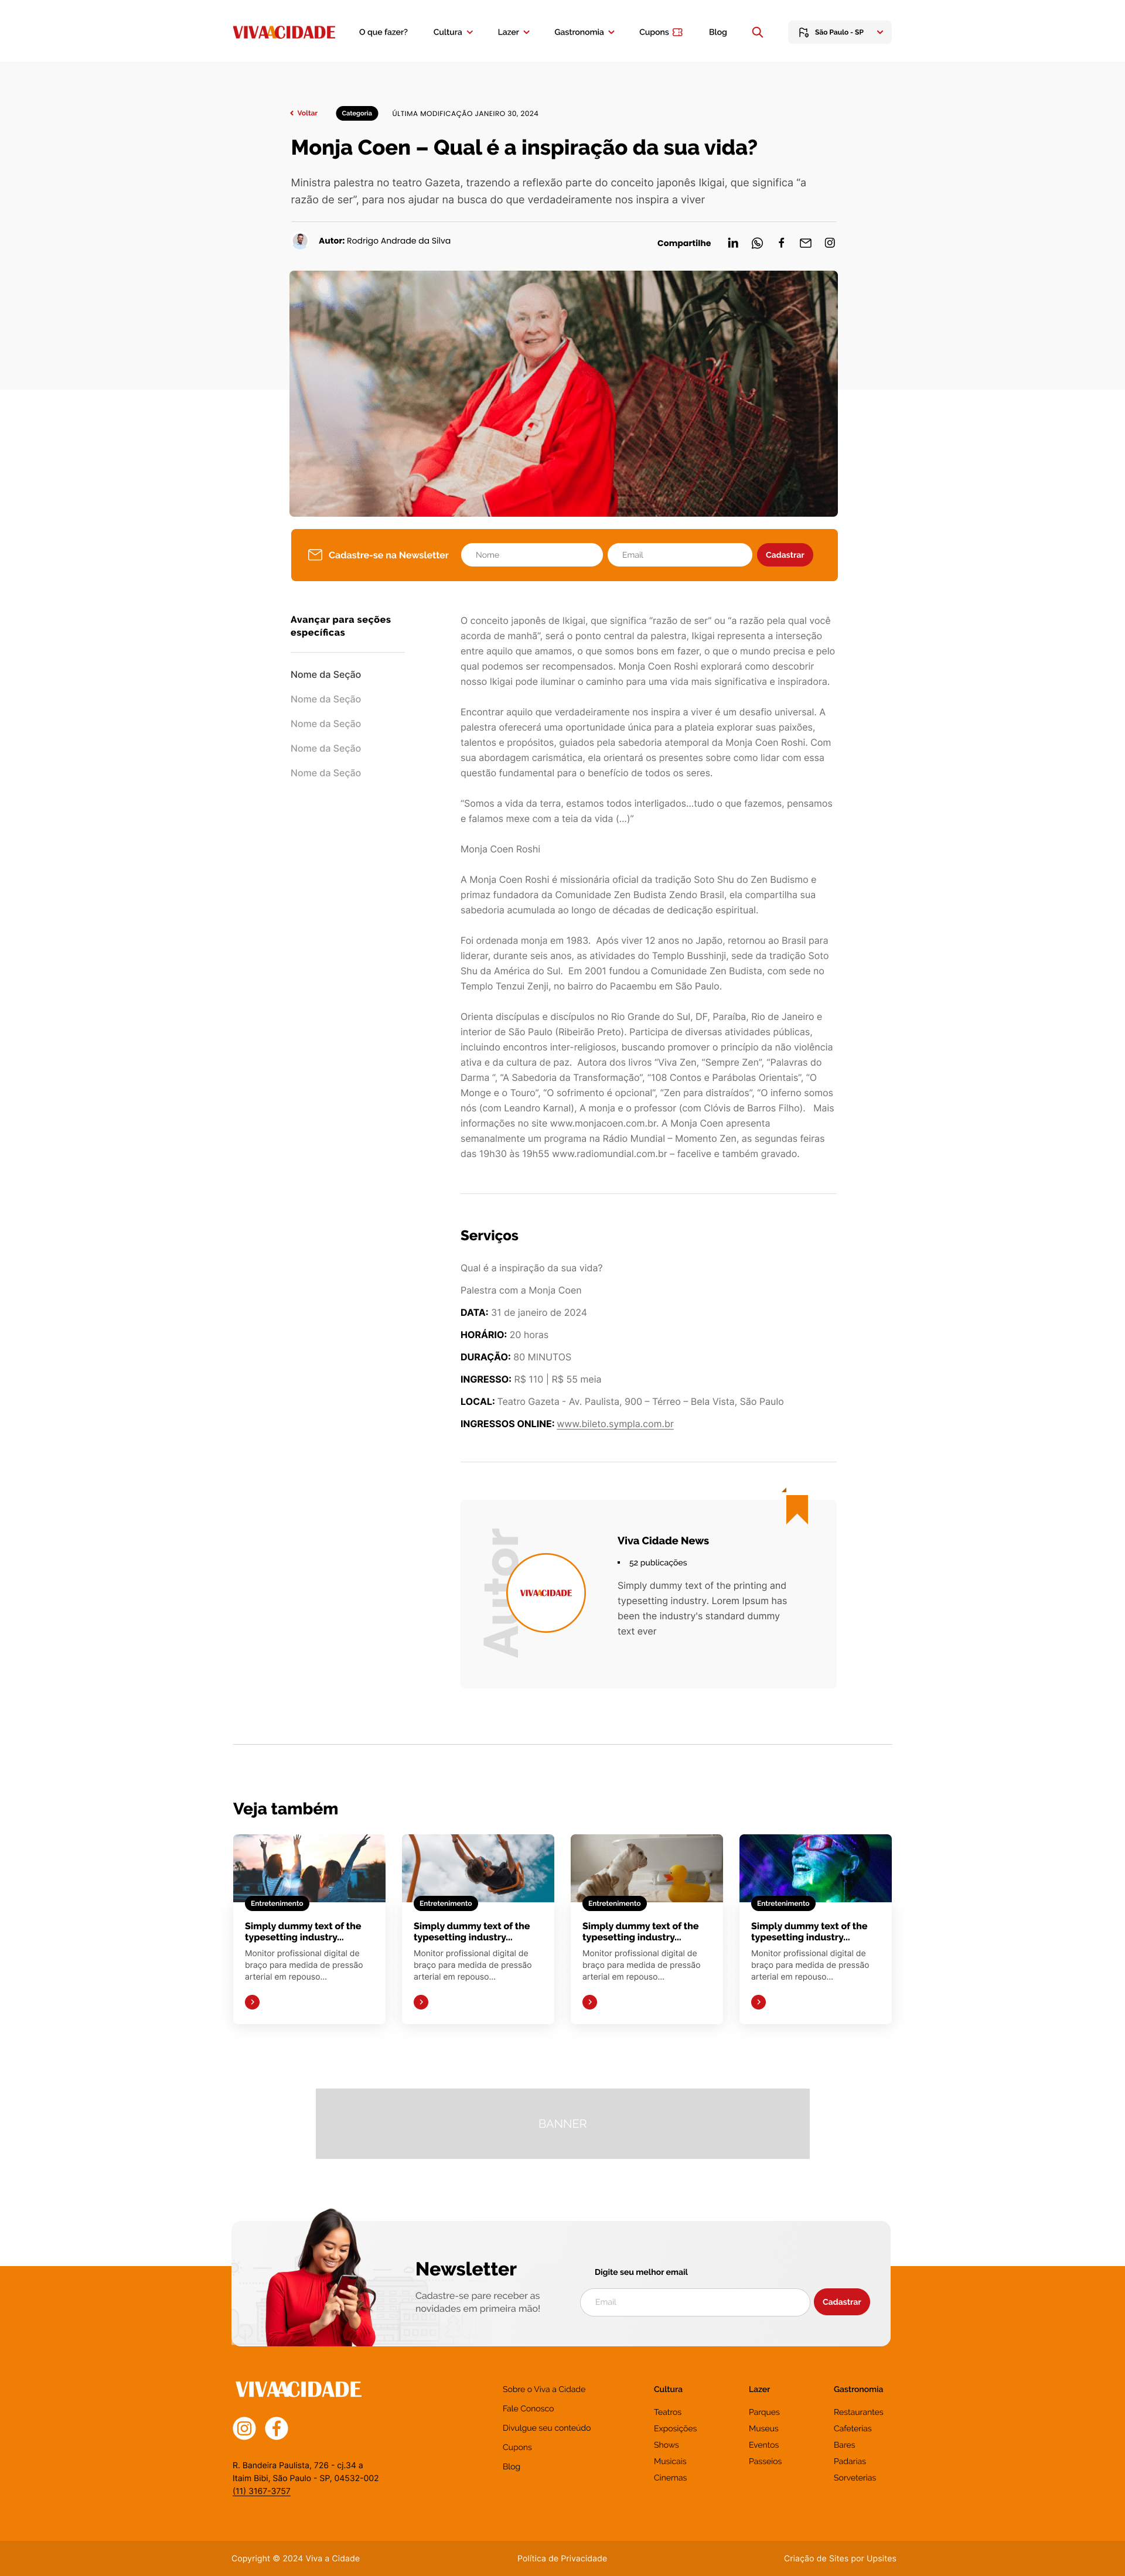 VIVAACIDADE
O que fazer?
Cultura
Lazer
Gastronomia
Cupons
Blog
São Paulo - SP
Voltar
Categoria
ÚLTIMA MODIFICAÇÃO JANEIRO 30, 2024
Monja Coen – Qual é a inspiração da sua vida?
Ministra palestra no teatro Gazeta, trazendo a reflexão parte do conceito japonês Ikigai, que significa “a
razão de ser”, para nos ajudar na busca do que verdadeiramente nos inspira a viver
Autor: Rodrigo Andrade da Silva
Compartilhe
Cadastre-se na Newsletter
Nome
Email
Cadastrar
Avançar para seções
específicas
Nome da Seção
Nome da Seção
Nome da Seção
Nome da Seção
Nome da Seção
O conceito japonês de Ikigai, que significa “razão de ser” ou “a razão pela qual você
acorda de manhã”, será o ponto central da palestra, Ikigai representa a interseção
entre aquilo que amamos, o que somos bons em fazer, o que o mundo precisa e pelo
qual podemos ser recompensados. Monja Coen Roshi explorará como descobrir
nosso Ikigai pode iluminar o caminho para uma vida mais significativa e inspiradora.
Encontrar aquilo que verdadeiramente nos inspira a viver é um desafio universal. A
palestra oferecerá uma oportunidade única para a plateia explorar suas paixões,
talentos e propósitos, guiados pela sabedoria atemporal da Monja Coen Roshi. Com
sua abordagem carismática, ela orientará os presentes sobre como lidar com essa
questão fundamental para o benefício de todos os seres.
“Somos a vida da terra, estamos todos interligados...tudo o que fazemos, pensamos
e falamos mexe com a teia da vida (...)”
Monja Coen Roshi
A Monja Coen Roshi é missionária oficial da tradição Soto Shu do Zen Budismo e
primaz fundadora da Comunidade Zen Budista Zendo Brasil, ela compartilha sua
sabedoria acumulada ao longo de décadas de dedicação espiritual.
Foi ordenada monja em 1983.  Após viver 12 anos no Japão, retornou ao Brasil para
liderar, durante seis anos, as atividades do Templo Busshinji, sede da tradição Soto
Shu da América do Sul.  Em 2001 fundou a Comunidade Zen Budista, com sede no
Templo Tenzui Zenji, no bairro do Pacaembu em São Paulo.
Orienta discípulas e discípulos no Rio Grande do Sul, DF, Paraíba, Rio de Janeiro e
interior de São Paulo (Ribeirão Preto). Participa de diversas atividades públicas,
incluindo encontros inter-religiosos, buscando promover o princípio da não violência
ativa e da cultura de paz.  Autora dos livros “Viva Zen, “Sempre Zen”, “Palavras do
Darma “, “A Sabedoria da Transformação”, “108 Contos e Parábolas Orientais”, “O
Monge e o Touro”, “O sofrimento é opcional”, “Zen para distraídos”, “O inferno somos
nós (com Leandro Karnal), A monja e o professor (com Clóvis de Barros Filho).   Mais
informações no site www.monjacoen.com.br. A Monja Coen apresenta
semanalmente um programa na Rádio Mundial – Momento Zen, as segundas feiras
das 19h30 às 19h55 www.radiomundial.com.br – facelive e também gravado.
Serviços
Qual é a inspiração da sua vida?
Palestra com a Monja Coen
DATA: 31 de janeiro de 2024
HORÁRIO: 20 horas
DURAÇÃO: 80 MINUTOS
INGRESSO: R$ 110 | R$ 55 meia
LOCAL: Teatro Gazeta - Av. Paulista, 900 – Térreo – Bela Vista, São Paulo
INGRESSOS ONLINE: www.bileto.sympla.com.br
Autor
VIVAACIDADE
Viva Cidade News
52 publicações
Simply dummy text of the printing and
typesetting industry. Lorem Ipsum has
been the industry's standard dummy
text ever
Veja também
Entretenimento
Simply dummy text of the
typesetting industry...
Monitor profissional digital de
braço para medida de pressão
arterial em repouso...
Entretenimento
Simply dummy text of the
typesetting industry...
Monitor profissional digital de
braço para medida de pressão
arterial em repouso...
Entretenimento
Simply dummy text of the
typesetting industry...
Monitor profissional digital de
braço para medida de pressão
arterial em repouso...
Entretenimento
Simply dummy text of the
typesetting industry...
Monitor profissional digital de
braço para medida de pressão
arterial em repouso...
BANNER
Newsletter
Cadastre-se pare receber as
novidades em primeira mão!
Digite seu melhor email
Email
Cadastrar
VIVAACIDADE
R. Bandeira Paulista, 726 - cj.34 a
Itaim Bibi, São Paulo - SP, 04532-002
(11) 3167-3757
Sobre o Viva a Cidade
Fale Conosco
Divulgue seu conteúdo
Cupons
Blog
Cultura
Teatros
Exposições
Shows
Musicais
Cinemas
Lazer
Parques
Museus
Eventos
Passeios
Gastronomia
Restaurantes
Cafeterias
Bares
Padarias
Sorveterias
Copyright © 2024 Viva a Cidade
Política de Privacidade
Criação de Sites por Upsites